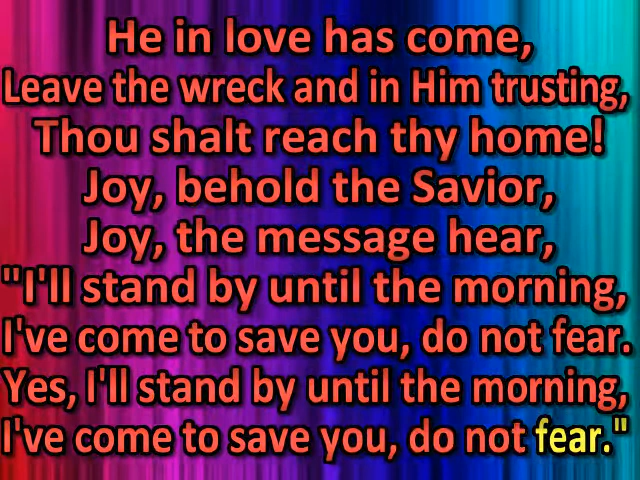 He in love has come,
Leave the wreck and in Him trusting,
Thou shalt reach thy home!
Joy, behold the Savior,
Joy, the message hear,
"I'll stand by until the morning,
I've come to save you, do not fear.
Yes, I'll stand by until the morning,
I've come to save you, do not fear."